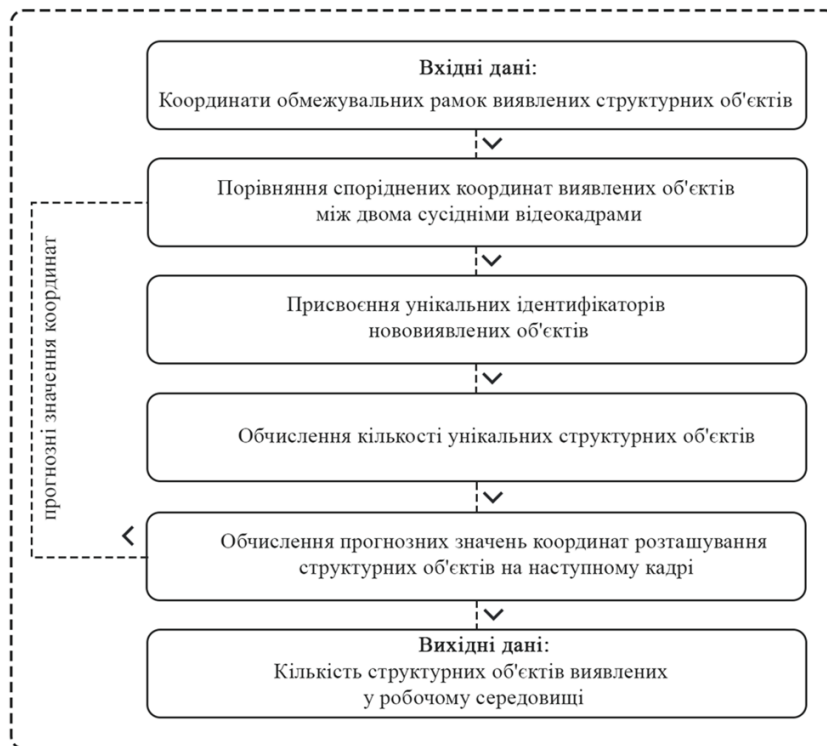 Вхідні дані:
Координати обмежувальних рамок виявлених структурних об'єктів
Порівняння споріднених координат виявлених об'єктів
між двома сусідніми відеокадрами
прогнозні значення координат
Присвоєння унікальних ідентифікаторів
нововиявлених об'єктів
Обчислення кількості унікальних структурних об'єктів
Обчислення прогнозних значень координат розташування
структурних об'єктів на наступному кадрі
Вихідні дані:
Кількість структурних об'єктів виявлених
у робочому середовищі